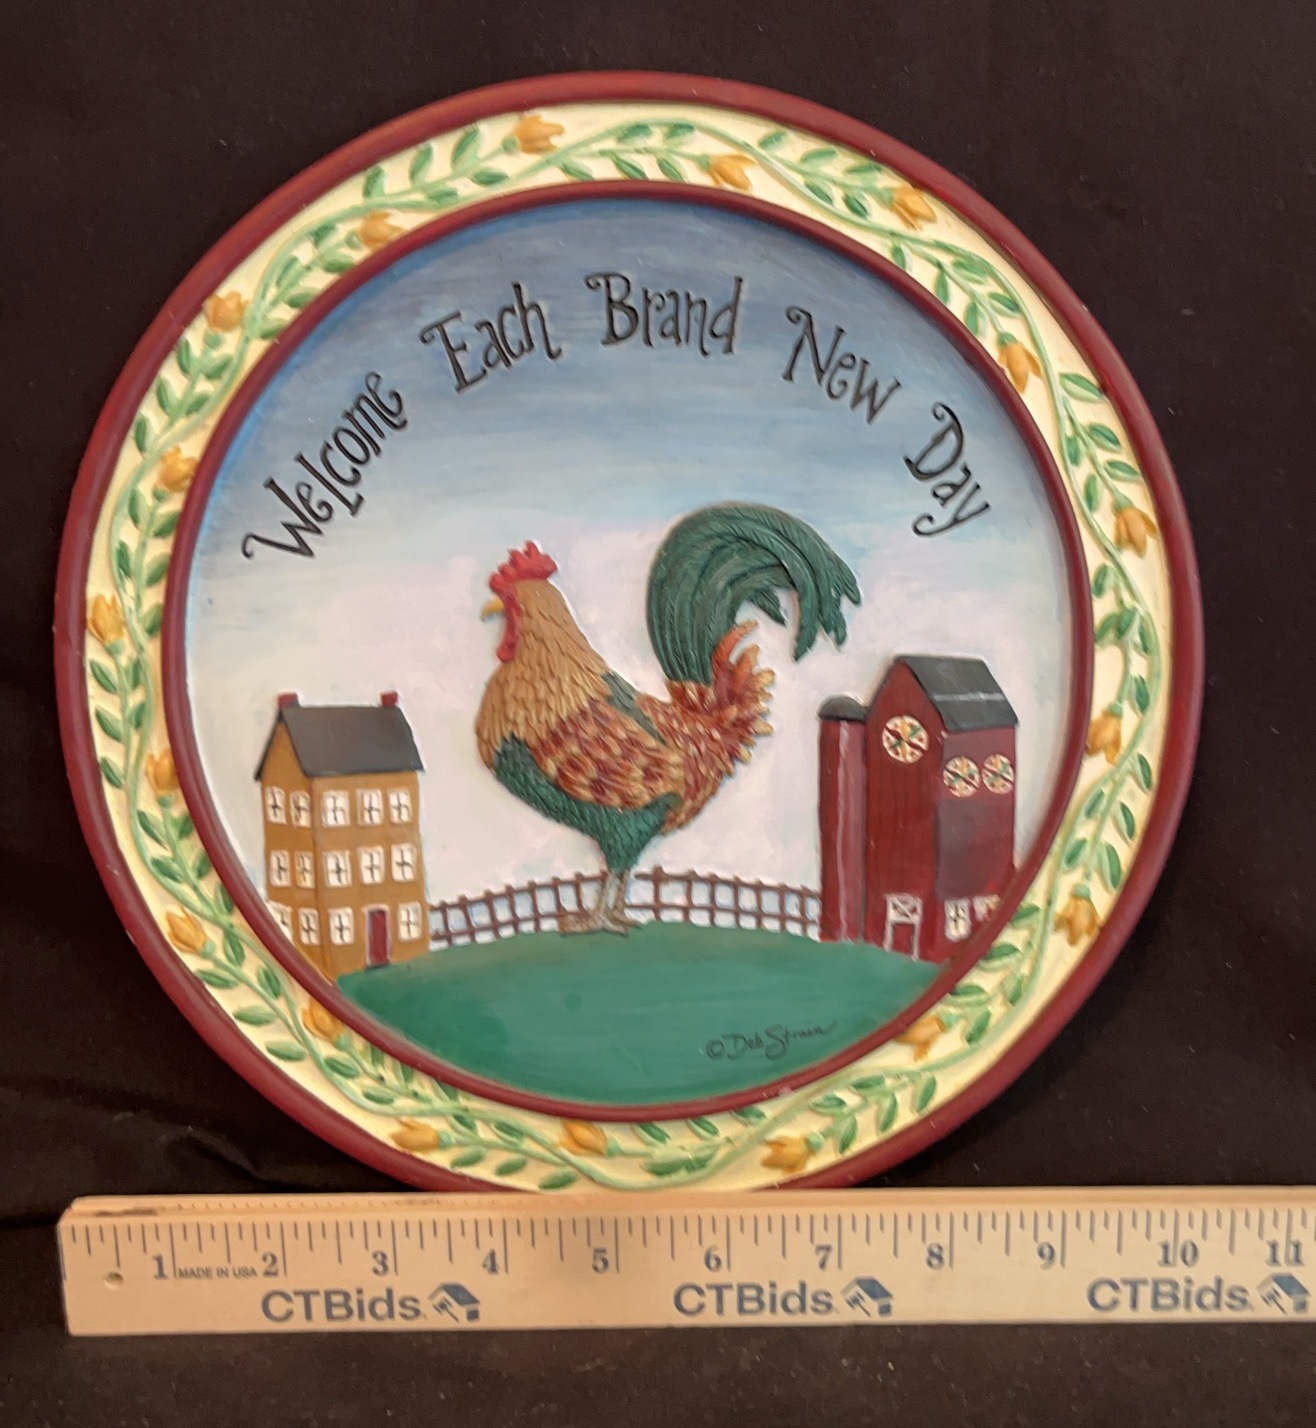 Welcome Each Brand New Day
© Deb Strain
1 2 3 4 5 6 7 8 9 10 11
MADE IN USA
CTBids. CTBids. CTBids.